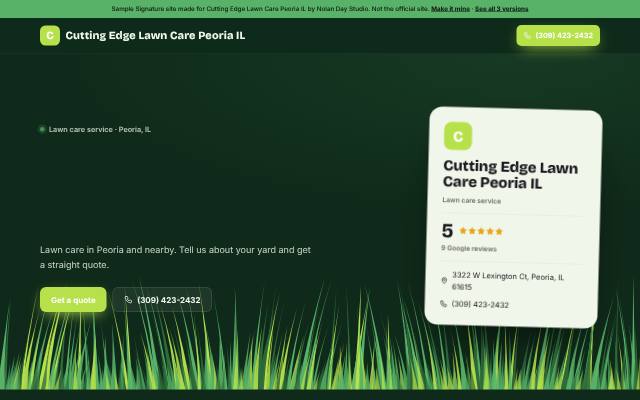 Sample Signature site made for Cutting Edge Lawn Care Peoria IL by Nolan Day Studio. Not the official site. Make it mine · See all 3 versions
C Cutting Edge Lawn Care Peoria IL
(309) 423-2432
Lawn care service · Peoria, IL
Lawn care in Peoria and nearby. Tell us about your yard and get
a straight quote.
Get a quote
(309) 423-2432
C
Cutting Edge Lawn
Care Peoria IL
Lawn care service
5 ★★★★★
9 Google reviews
3322 W Lexington Ct, Peoria, IL
61615
(309) 423-2432